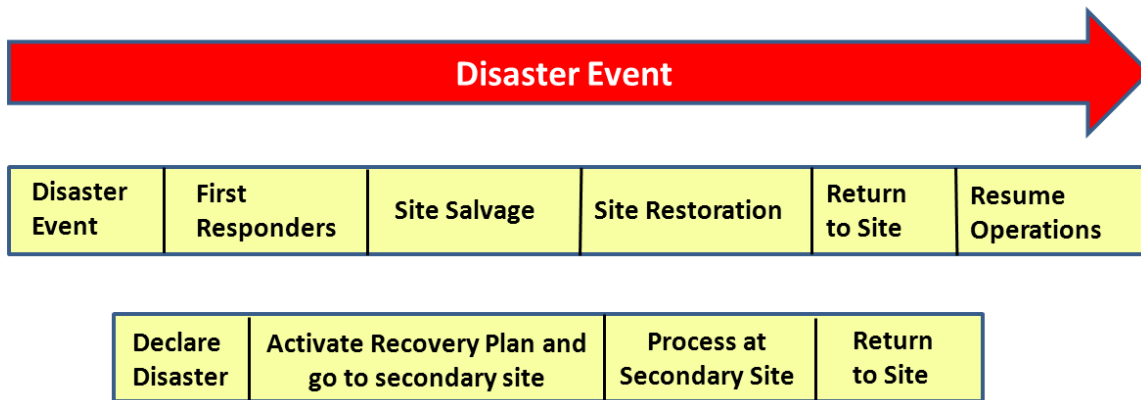 Disaster Event
Disaster
Event
First
Responders
Site Salvage
Site Restoration
Return
to Site
Resume
Operations
Declare
Disaster
Activate Recovery Plan and
go to secondary site
Process at
Secondary Site
Return
to Site